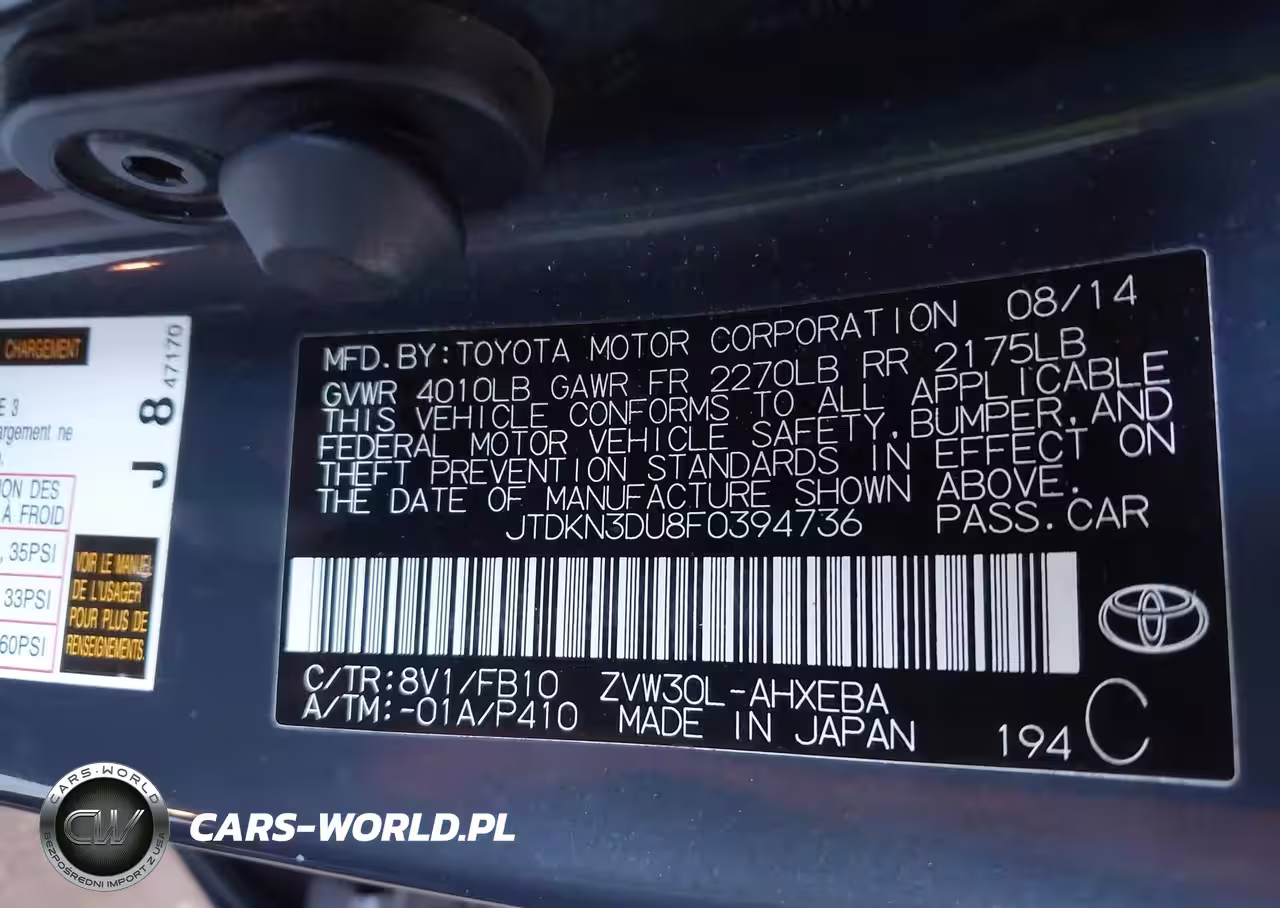 MFD. BY: TOYOTA MOTOR CORPORATION 08/14
GVWR 4010LB GAWR FR 2270LB RR 2175LB
THIS VEHICLE CONFORMS TO ALL APPLICABLE
FEDERAL MOTOR VEHICLE SAFETY, BUMPER, AND
THEFT PREVENTION STANDARDS IN EFFECT ON
THE DATE OF MANUFACTURE SHOWN ABOVE.
JTDKN3DU8F0394736 PASS. CAR
C/TR: 8V1/FB10 ZVW30L-AHXEBA
A/TM: -01A/P410 MADE IN JAPAN 194 C
CHARGEMENT
E 3
argement ne
ION DES
À FROID
, 35PSI
33PSI
60PSI
VOIR LE MANUEL
DE L'USAGER
POUR PLUS DE
RENSEIGNEMENTS.
J 8 47170
CARS-WORLD
CW
BEZPOŚREDNI IMPORT Z USA
CARS-WORLD.PL